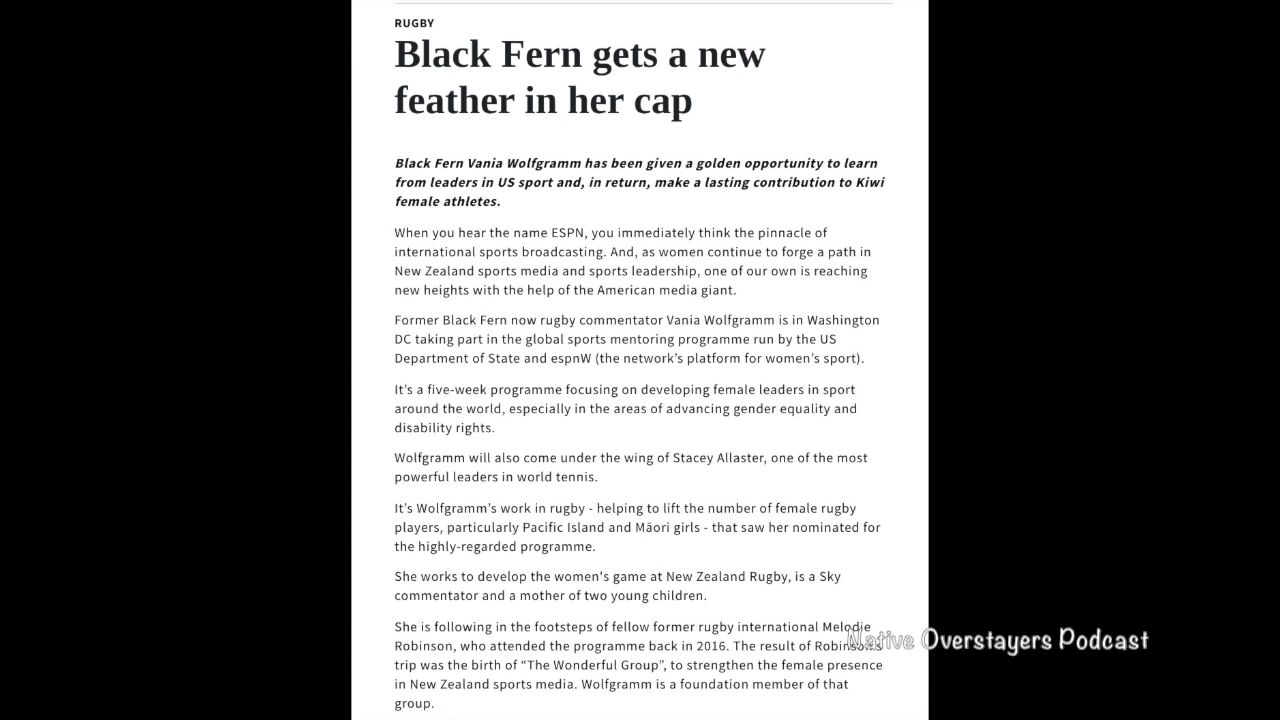 RUGBY
Black Fern gets a new
feather in her cap
Black Fern Vania Wolfgramm has been given a golden opportunity to learn
from leaders in US sport and, in return, make a lasting contribution to Kiwi
female athletes.
When you hear the name ESPN, you immediately think the pinnacle of
international sports broadcasting. And, as women continue to forge a path in
New Zealand sports media and sports leadership, one of our own is reaching
new heights with the help of the American media giant.
Former Black Fern now rugby commentator Vania Wolfgramm is in Washington
DC taking part in the global sports mentoring programme run by the US
Department of State and espnW (the network’s platform for women’s sport).
It’s a five-week programme focusing on developing female leaders in sport
around the world, especially in the areas of advancing gender equality and
disability rights.
Wolfgramm will also come under the wing of Stacey Allaster, one of the most
powerful leaders in world tennis.
It’s Wolfgramm’s work in rugby - helping to lift the number of female rugby
players, particularly Pacific Island and Māori girls - that saw her nominated for
the highly-regarded programme.
She works to develop the women's game at New Zealand Rugby, is a Sky
commentator and a mother of two young children.
She is following in the footsteps of fellow former rugby international Melodie
Robinson, who attended the programme back in 2016. The result of Robinson’s
trip was the birth of “The Wonderful Group”, to strengthen the female presence
in New Zealand sports media. Wolfgramm is a foundation member of that
group.
Native Overstayers Podcast